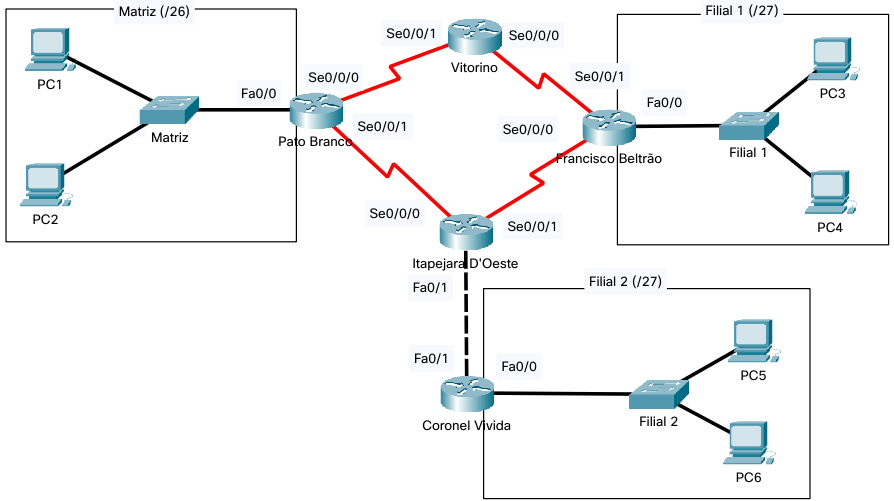 Matriz (/26)
PC1
PC2
Matriz
Fa0/0
Se0/0/0
Pato Branco
Se0/0/1
Se0/0/1
Vitorino
Se0/0/0
Se0/0/1
Filial 1 (/27)
Fa0/0
Se0/0/0
Francisco Beltrão
Filial 1
PC3
PC4
Se0/0/0
Se0/0/1
Itapejara D'Oeste
Fa0/1
Fa0/1
Coronel Vivida
Filial 2 (/27)
Fa0/0
Filial 2
PC5
PC6